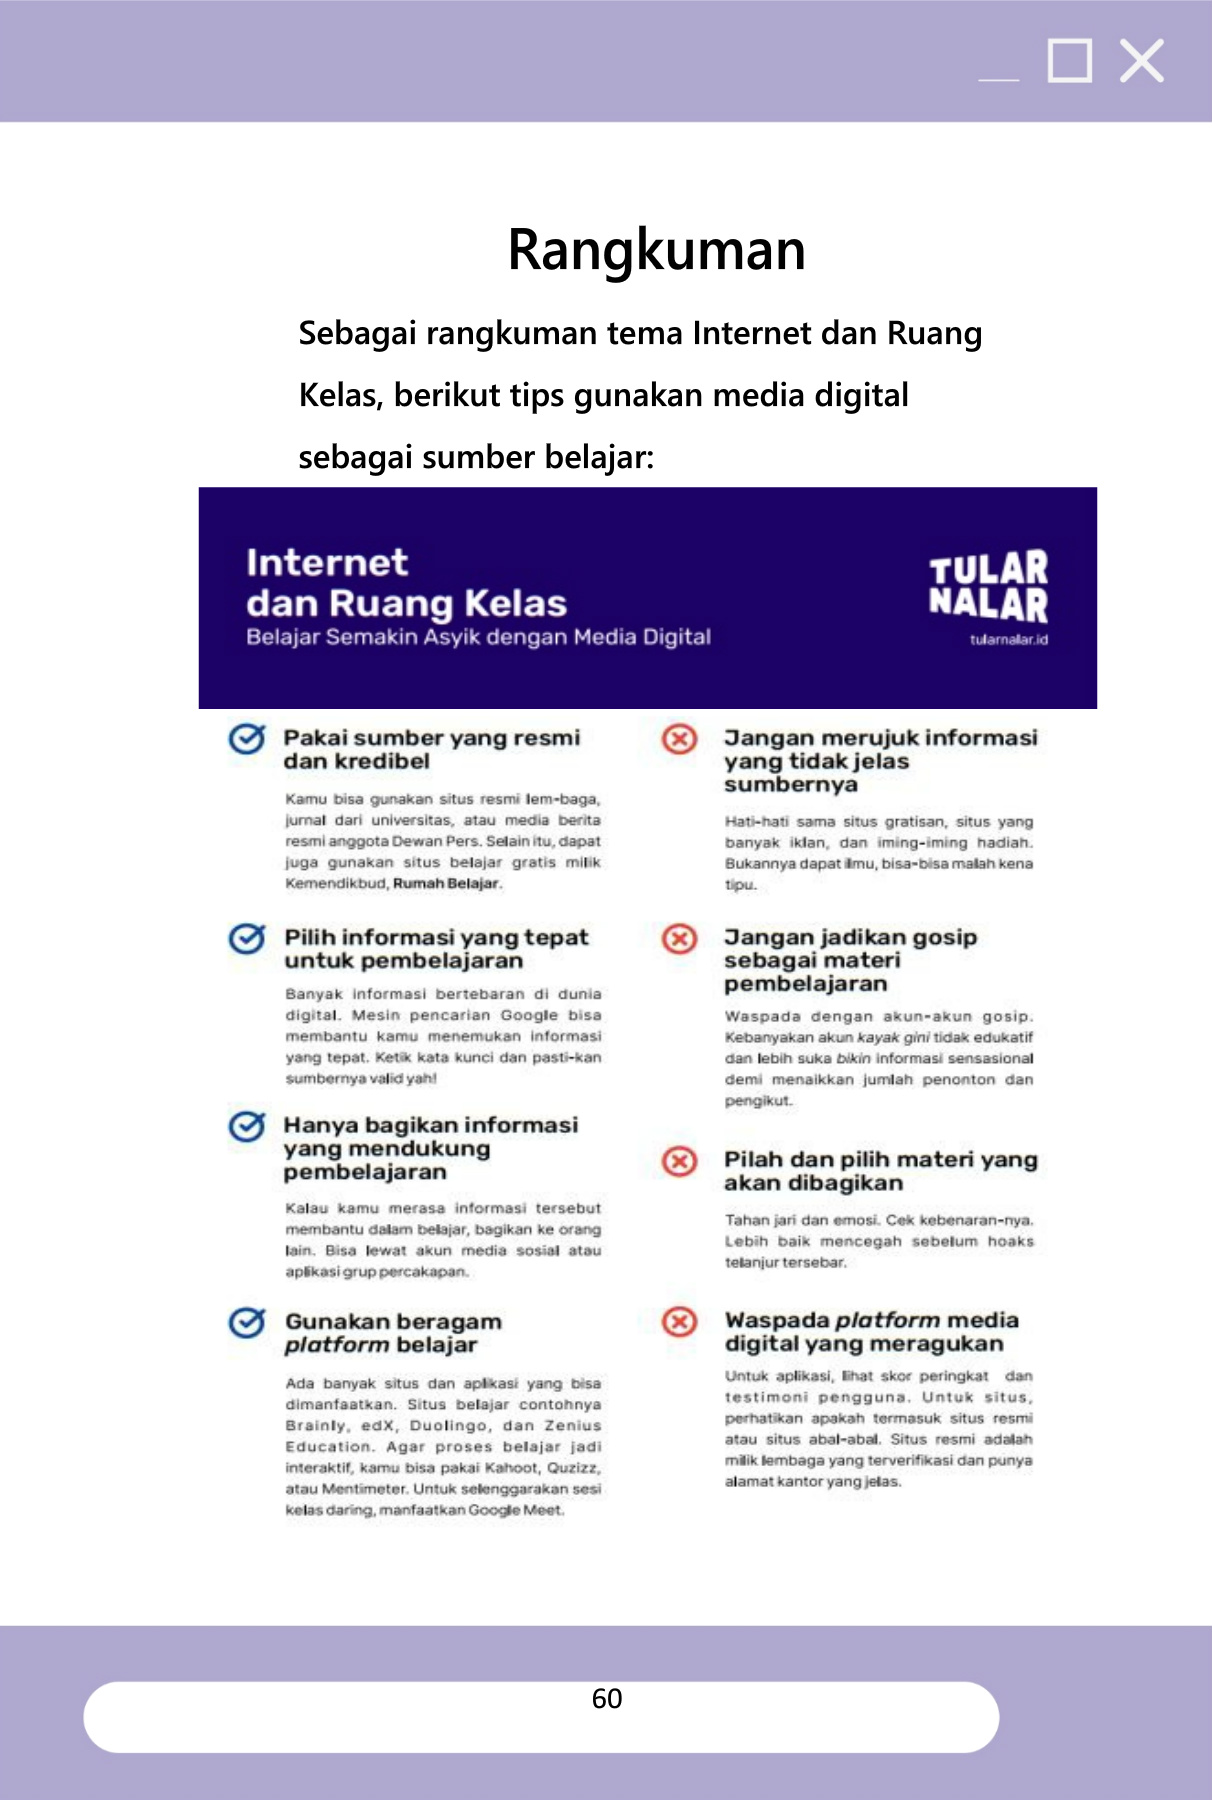 Rangkuman
Sebagai rangkuman tema Internet dan Ruang
Kelas, berikut tips gunakan media digital
sebagai sumber belajar:
Internet
dan Ruang Kelas
Belajar Semakin Asyik dengan Media Digital
TULAR
NALAR
tularnalar.id
Pakai sumber yang resmi
dan kredibel
Kamu bisa gunakan situs resmi lem-baga,
jurnal dari universitas, atau media berita
resmi anggota Dewan Pers. Selain itu, dapat
juga gunakan situs belajar gratis milik
Kemendikbud, Rumah Belajar.
Pilih informasi yang tepat
untuk pembelajaran
Banyak informasi bertebaran di dunia
digital. Mesin pencarian Google bisa
membantu kamu menemukan informasi
yang tepat. Ketik kata kunci dan pasti-kan
sumbernya valid yah!
Hanya bagikan informasi
yang mendukung
pembelajaran
Kalau kamu merasa informasi tersebut
membantu dalam belajar, bagikan ke orang
lain. Bisa lewat akun media sosial atau
aplikasi grup percakapan.
Gunakan beragam
platform belajar
Ada banyak situs dan aplikasi yang bisa
dimanfaatkan. Situs belajar contohnya
Brainly, edX, Duolingo, dan Zenius
Education. Agar proses belajar jadi
interaktif, kamu bisa pakai Kahoot, Quzizz,
atau Mentimeter. Untuk selenggarakan sesi
kelas daring, manfaatkan Google Meet.
Jangan merujuk informasi
yang tidak jelas
sumbernya
Hati-hati sama situs gratisan, situs yang
banyak iklan, dan iming-iming hadiah.
Bukannya dapat ilmu, bisa-bisa malah kena
tipu.
Jangan jadikan gosip
sebagai materi
pembelajaran
Waspada dengan akun-akun gosip.
Kebanyakan akun kayak gini tidak edukatif
dan lebih suka bikin informasi sensasional
demi menaikkan jumlah penonton dan
pengikut.
Pilah dan pilih materi yang
akan dibagikan
Tahan jari dan emosi. Cek kebenaran-nya.
Lebih baik mencegah sebelum hoaks
telanjur tersebar.
Waspada platform media
digital yang meragukan
Untuk aplikasi, lihat skor peringkat dan
testimoni pengguna. Untuk situs,
perhatikan apakah termasuk situs resmi
atau situs abal-abal. Situs resmi adalah
milik lembaga yang terverifikasi dan punya
alamat kantor yang jelas.
60